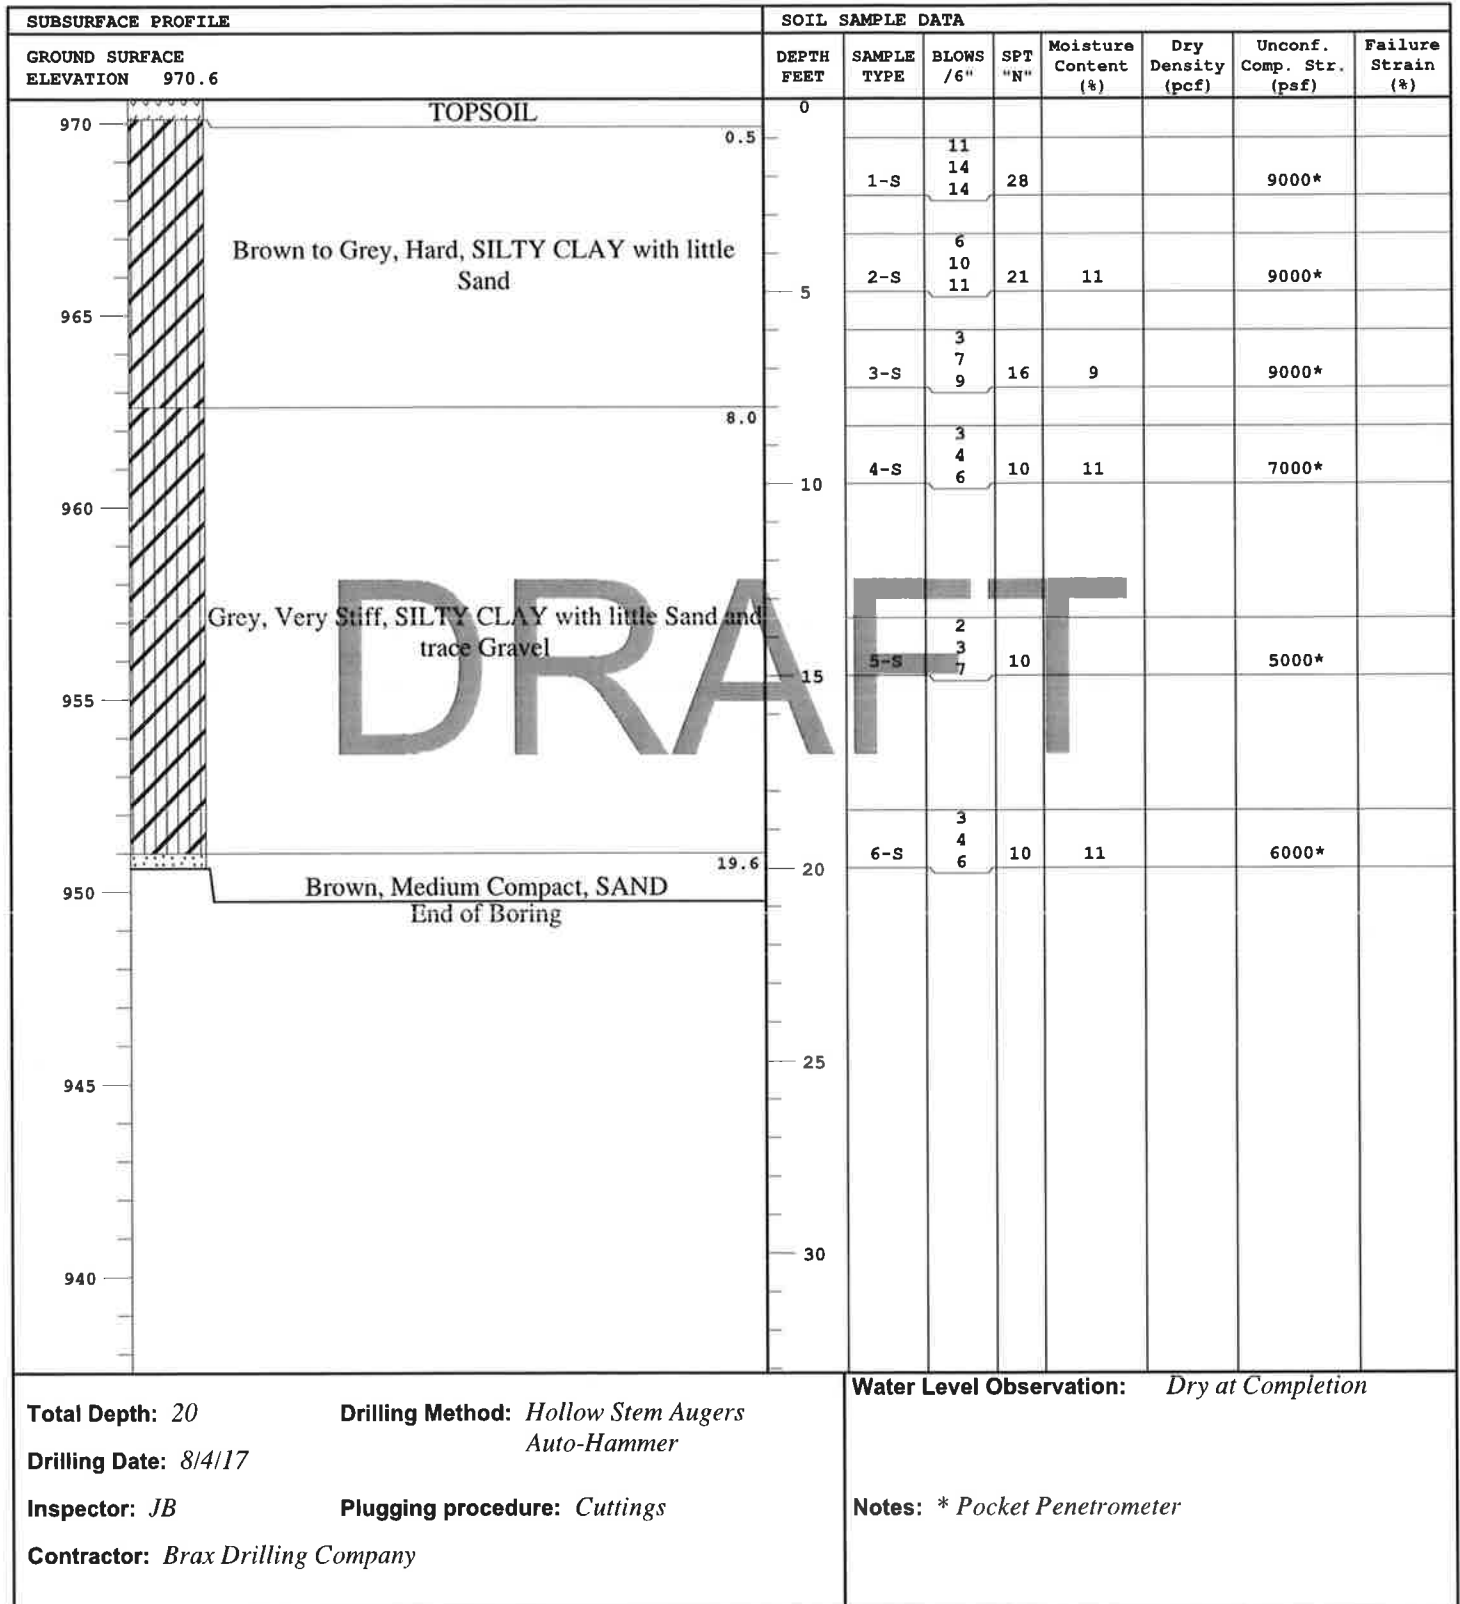 SUBSURFACE PROFILE
SOIL SAMPLE DATA
GROUND SURFACE
ELEVATION 970.6
DEPTH FEET
SAMPLE TYPE
BLOWS /6"
SPT "N"
Moisture Content (%)
Dry Density (pcf)
Unconf. Comp. Str. (psf)
Failure Strain (%)
970
TOPSOIL
0.5
0
11
14
1-S 14 28 9000*
Brown to Grey, Hard, SILTY CLAY with little
Sand
6
10
2-S 11 21 11 9000*
5
965
3
7
3-S 9 16 9 9000*
8.0
3
4
4-S 6 10 11 7000*
10
960
DRAFT
Grey, Very Stiff, SILTY CLAY with little Sand and
trace Gravel
2
3
5-S 7 10 5000*
15
955
3
4
6-S 6 10 11 6000*
19.6
20
950
Brown, Medium Compact, SAND
End of Boring
25
945
30
940
Total Depth: 20
Drilling Method: Hollow Stem Augers
Auto-Hammer
Drilling Date: 8/4/17
Inspector: JB
Plugging procedure: Cuttings
Contractor: Brax Drilling Company
Water Level Observation: Dry at Completion
Notes: * Pocket Penetrometer